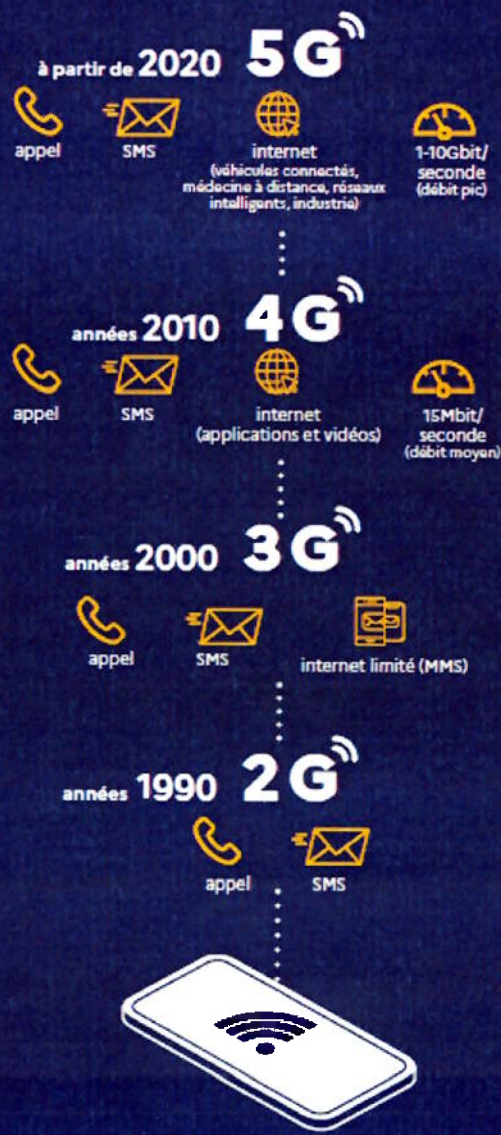 à partir de 2020 5G
appel
SMS
internet
(véhicules connectés,
médecine à distance, réseaux
intelligents, industrie)
1-10Gbit/
seconde
(débit pic)
années 2010 4G
appel
SMS
internet
(applications et vidéos)
15Mbit/
seconde
(débit moyen)
années 2000 3G
appel
SMS
internet limité (MMS)
années 1990 2G
appel
SMS